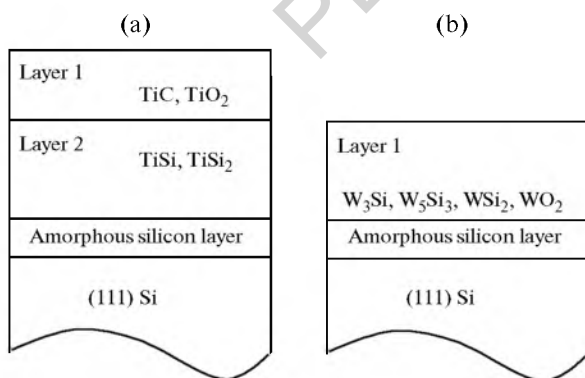 (a)
Layer 1
TiC, TiO₂
Layer 2
TiSi, TiSi₂
Amorphous silicon layer
(111) Si
(b)
Layer 1
W₃Si, W₅Si₃, WSi₂, WO₂
Amorphous silicon layer
(111) Si